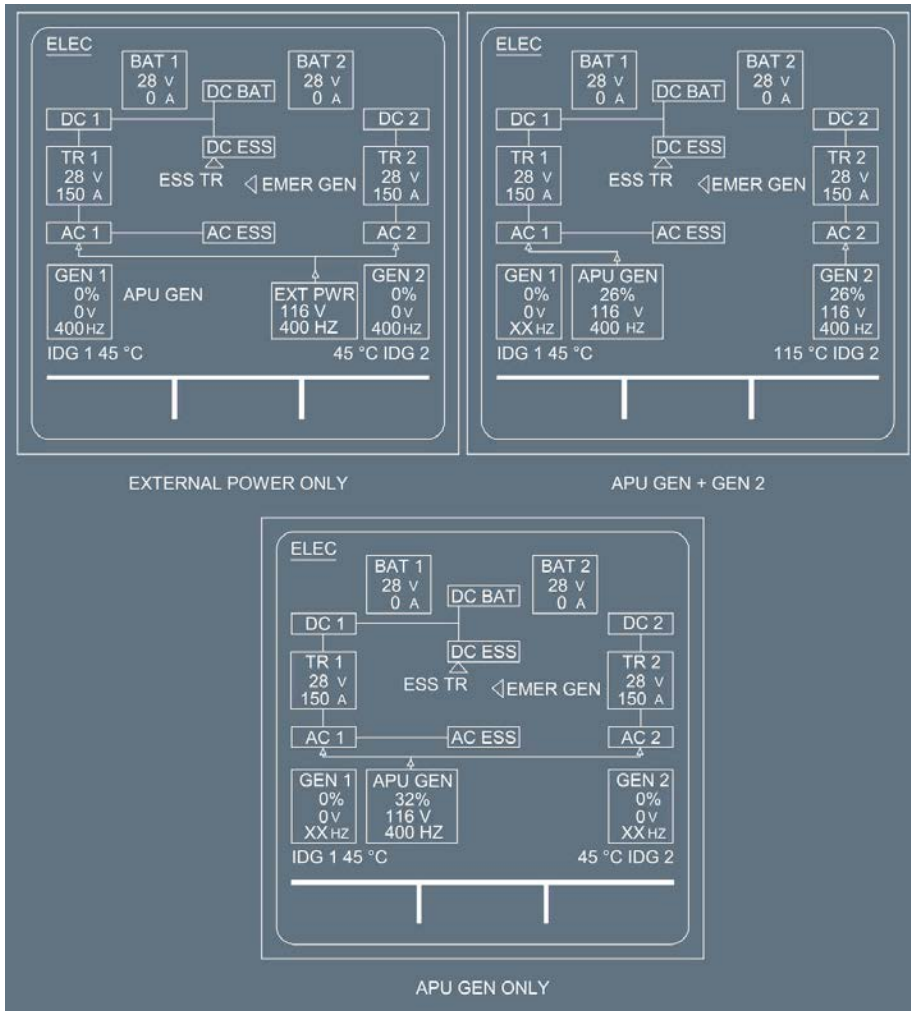 ELEC
BAT 1
28 V
0 A
BAT 2
28 V
0 A
DC BAT
DC 1
DC 2
DC ESS
TR 1
28 V
150 A
ESS TR
EMER GEN
TR 2
28 V
150 A
AC 1
AC ESS
AC 2
GEN 1
0%
0 V
400 HZ
APU GEN
EXT PWR
116 V
400 HZ
GEN 2
0%
0 V
400 HZ
IDG 1 45 °C
45 °C IDG 2
EXTERNAL POWER ONLY
ELEC
BAT 1
28 V
0 A
BAT 2
28 V
0 A
DC BAT
DC 1
DC 2
DC ESS
TR 1
28 V
150 A
ESS TR
EMER GEN
TR 2
28 V
150 A
AC 1
AC ESS
AC 2
GEN 1
0%
0 V
XX HZ
APU GEN
26%
116 V
400 HZ
GEN 2
26%
116 V
400 HZ
IDG 1 45 °C
115 °C IDG 2
APU GEN + GEN 2
ELEC
BAT 1
28 V
0 A
BAT 2
28 V
0 A
DC BAT
DC 1
DC 2
DC ESS
TR 1
28 V
150 A
ESS TR
EMER GEN
TR 2
28 V
150 A
AC 1
AC ESS
AC 2
GEN 1
0%
0 V
XX HZ
APU GEN
32%
116 V
400 HZ
GEN 2
0%
0 V
XX HZ
IDG 1 45 °C
45 °C IDG 2
APU GEN ONLY